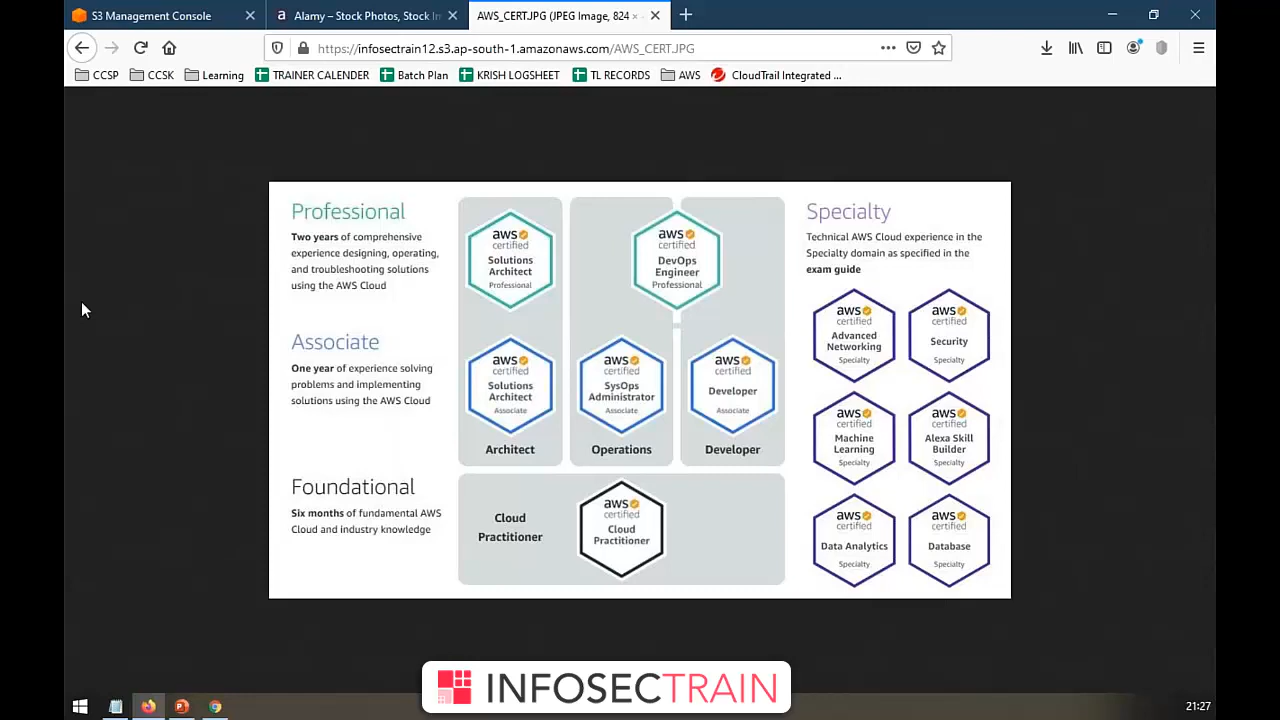 S3 Management Console
Alamy – Stock Photos, Stock Im
AWS_CERT.JPG (JPEG Image, 824 ×
https://infosectrain12.s3.ap-south-1.amazonaws.com/AWS_CERT.JPG
CCSP
CCSK
Learning
TRAINER CALENDER
Batch Plan
KRISH LOGSHEET
TL RECORDS
AWS
CloudTrail Integrated ...
Professional
Two years of comprehensive
experience designing, operating,
and troubleshooting solutions
using the AWS Cloud
aws
certified
Solutions
Architect
Professional
aws
certified
DevOps
Engineer
Professional
Associate
One year of experience solving
problems and implementing
solutions using the AWS Cloud
aws
certified
Solutions
Architect
Associate
Architect
aws
certified
SysOps
Administrator
Associate
Operations
aws
certified
Developer
Associate
Developer
Foundational
Six months of fundamental AWS
Cloud and industry knowledge
Cloud
Practitioner
aws
certified
Cloud
Practitioner
Specialty
Technical AWS Cloud experience in the
Specialty domain as specified in the
exam guide
aws
certified
Advanced
Networking
Specialty
aws
certified
Security
Specialty
aws
certified
Machine
Learning
Specialty
aws
certified
Alexa Skill
Builder
Specialty
aws
certified
Data Analytics
Specialty
aws
certified
Database
Specialty
INFOSECTRAIN
21:27